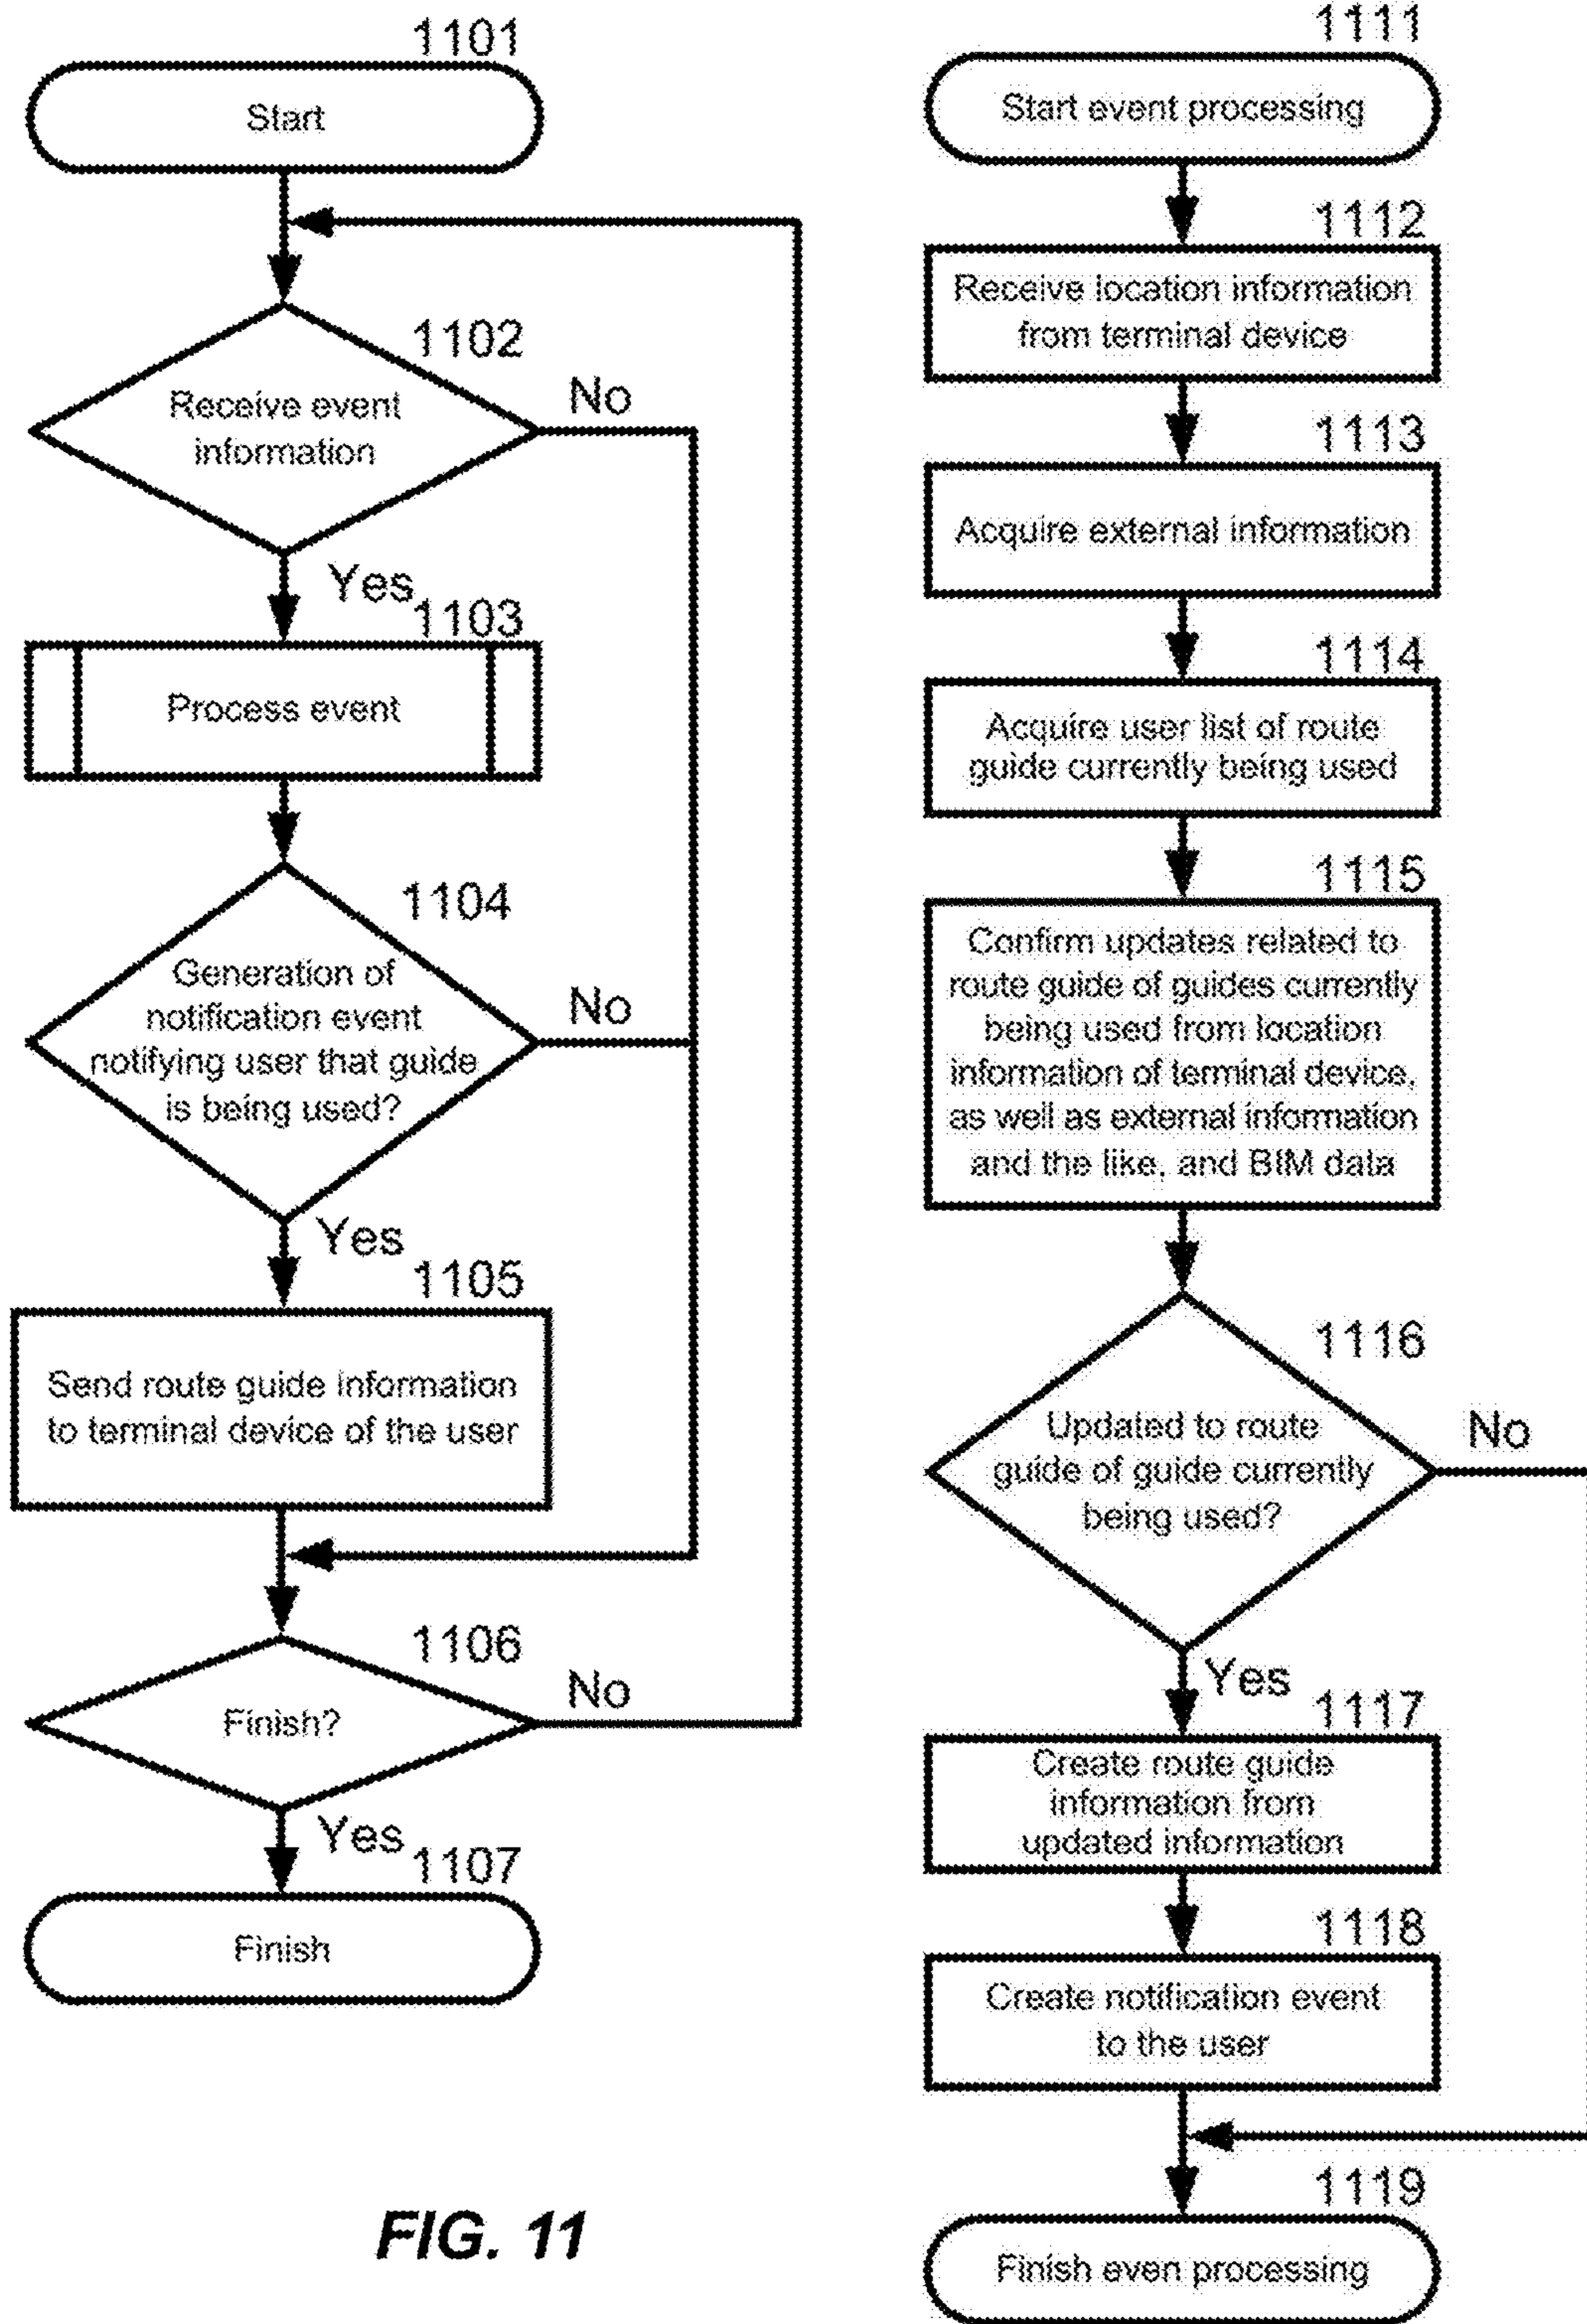 1101
Start
1102
Receive event
information
No
Yes
1103
Process event
1104
Generation of
notification event
notifying user that guide
is being used?
No
Yes
1105
Send route guide information
to terminal device of the user
1106
Finish?
No
Yes
1107
Finish
1111
Start event processing
1112
Receive location information
from terminal device
1113
Acquire external information
1114
Acquire user list of route
guide currently being used
1115
Confirm updates related to
route guide of guides currently
being used from location
information of terminal device,
as well as external information
and the like, and BIM data
1116
Updated to route
guide of guide currently
being used?
No
Yes
1117
Create route guide
information from
updated information
1118
Create notification event
to the user
1119
Finish even processing
FIG. 11